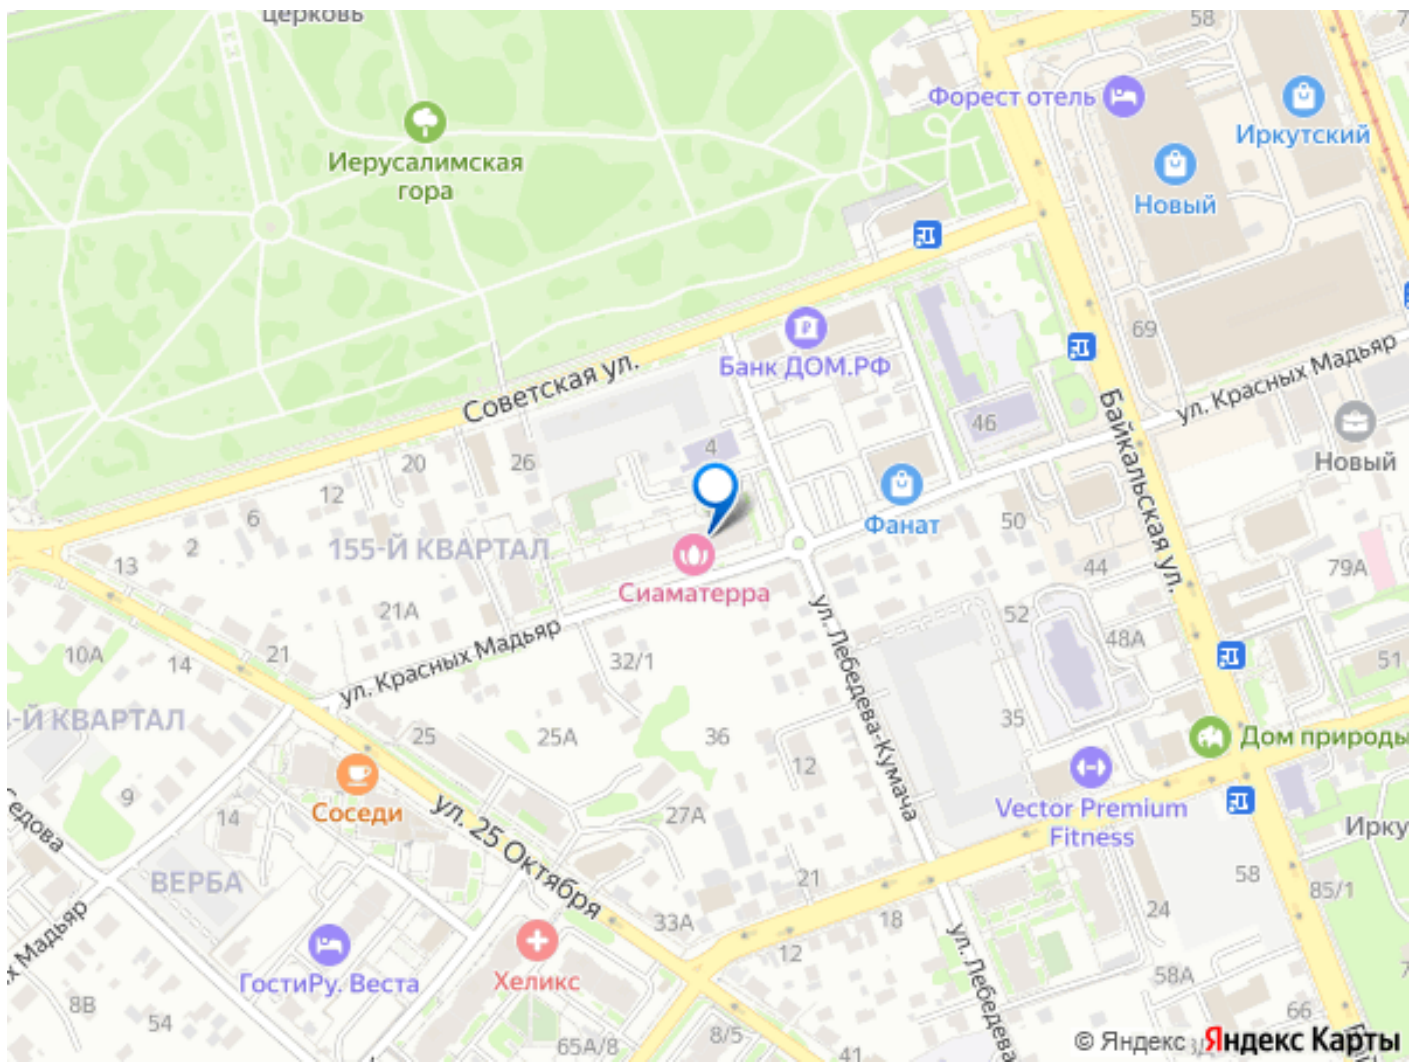 церковь
58
Форест отель
Иркутский
Иерусалимская
гора
Новый
69
Банк ДОМ.РФ
ул. Красных Мадьяр
Советская ул.
Байкальская ул.
46
4
20
26
12
Новый
6
Фанат
50
2
155-Й КВАРТАЛ
13
44
79А
Сиаматерра
21А
ул. Лебедева-Кумача
52
48А
ул. Красных Мадьяр
10А
14
21
32/1
51
-Й КВАРТАЛ
35
25
25А
36
Дом природы
12
9
Соседи
14
ул. 25 Октября
27А
Vector Premium
Fitness
Седова
Ирку
ВЕРБА
21
58
85/1
33А
18
24
х Мадьяр
12
ул. Лебедева
ГостиРу. Веста
Хеликс
58А
8В
54
66
65А/8
8/5
41
© Яндекс Яндекс Карты